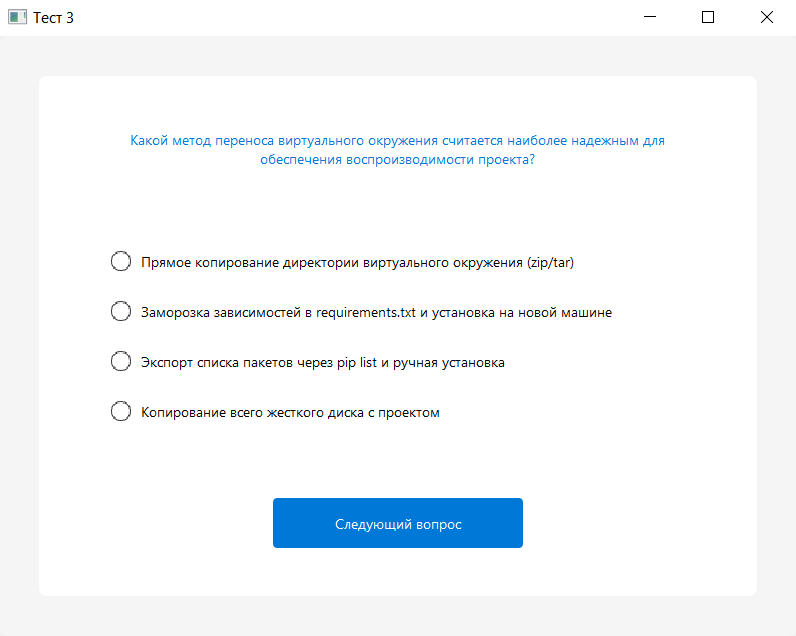 Тест 3
Какой метод переноса виртуального окружения считается наиболее надежным для
обеспечения воспроизводимости проекта?
Прямое копирование директории виртуального окружения (zip/tar)
Заморозка зависимостей в requirements.txt и установка на новой машине
Экспорт списка пакетов через pip list и ручная установка
Копирование всего жесткого диска с проектом
Следующий вопрос